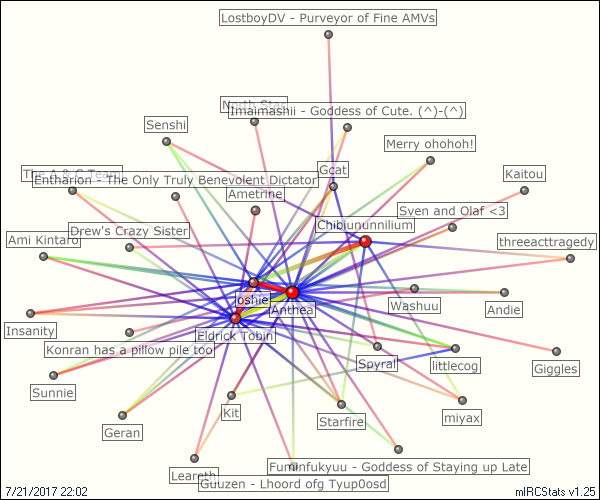 LostboyDV - Purveyor of Fine AMVs
North Star
Imaimashii - Goddess of Cute. (^)-(^)
Senshi
Merry ohohoh!
The A & C Team
Gcat
Kaitou
Entharion - The Only Truly Benevolent Dictator
Ametrine
Sven and Olaf <3
Chibiununnilium
Drew's Crazy Sister
Ami Kintaro
threeacttragedy
Joshie
Anthea
Washuu
Andie
Insanity
Eldrick Tobin
Konran has a pillow pile too!
Spyral
littlecog
Giggles
Sunnie
Kit
Starfire
miyax
Geran
Leareth
Fuminfukyuu - Goddess of Staying up Late
Guuzen - Lhoord ofg Tyup0osd
7/21/2017 22:02
mIRCStats v1.25